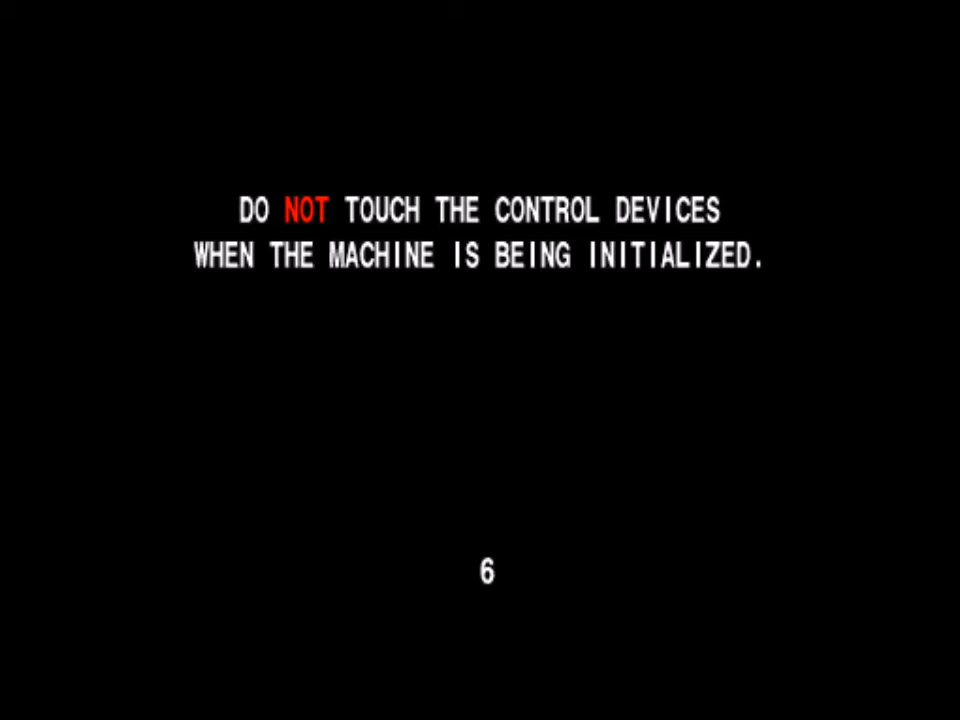 DO NOT TOUCH THE CONTROL DEVICES
WHEN THE MACHINE IS BEING INITIALIZED.
6